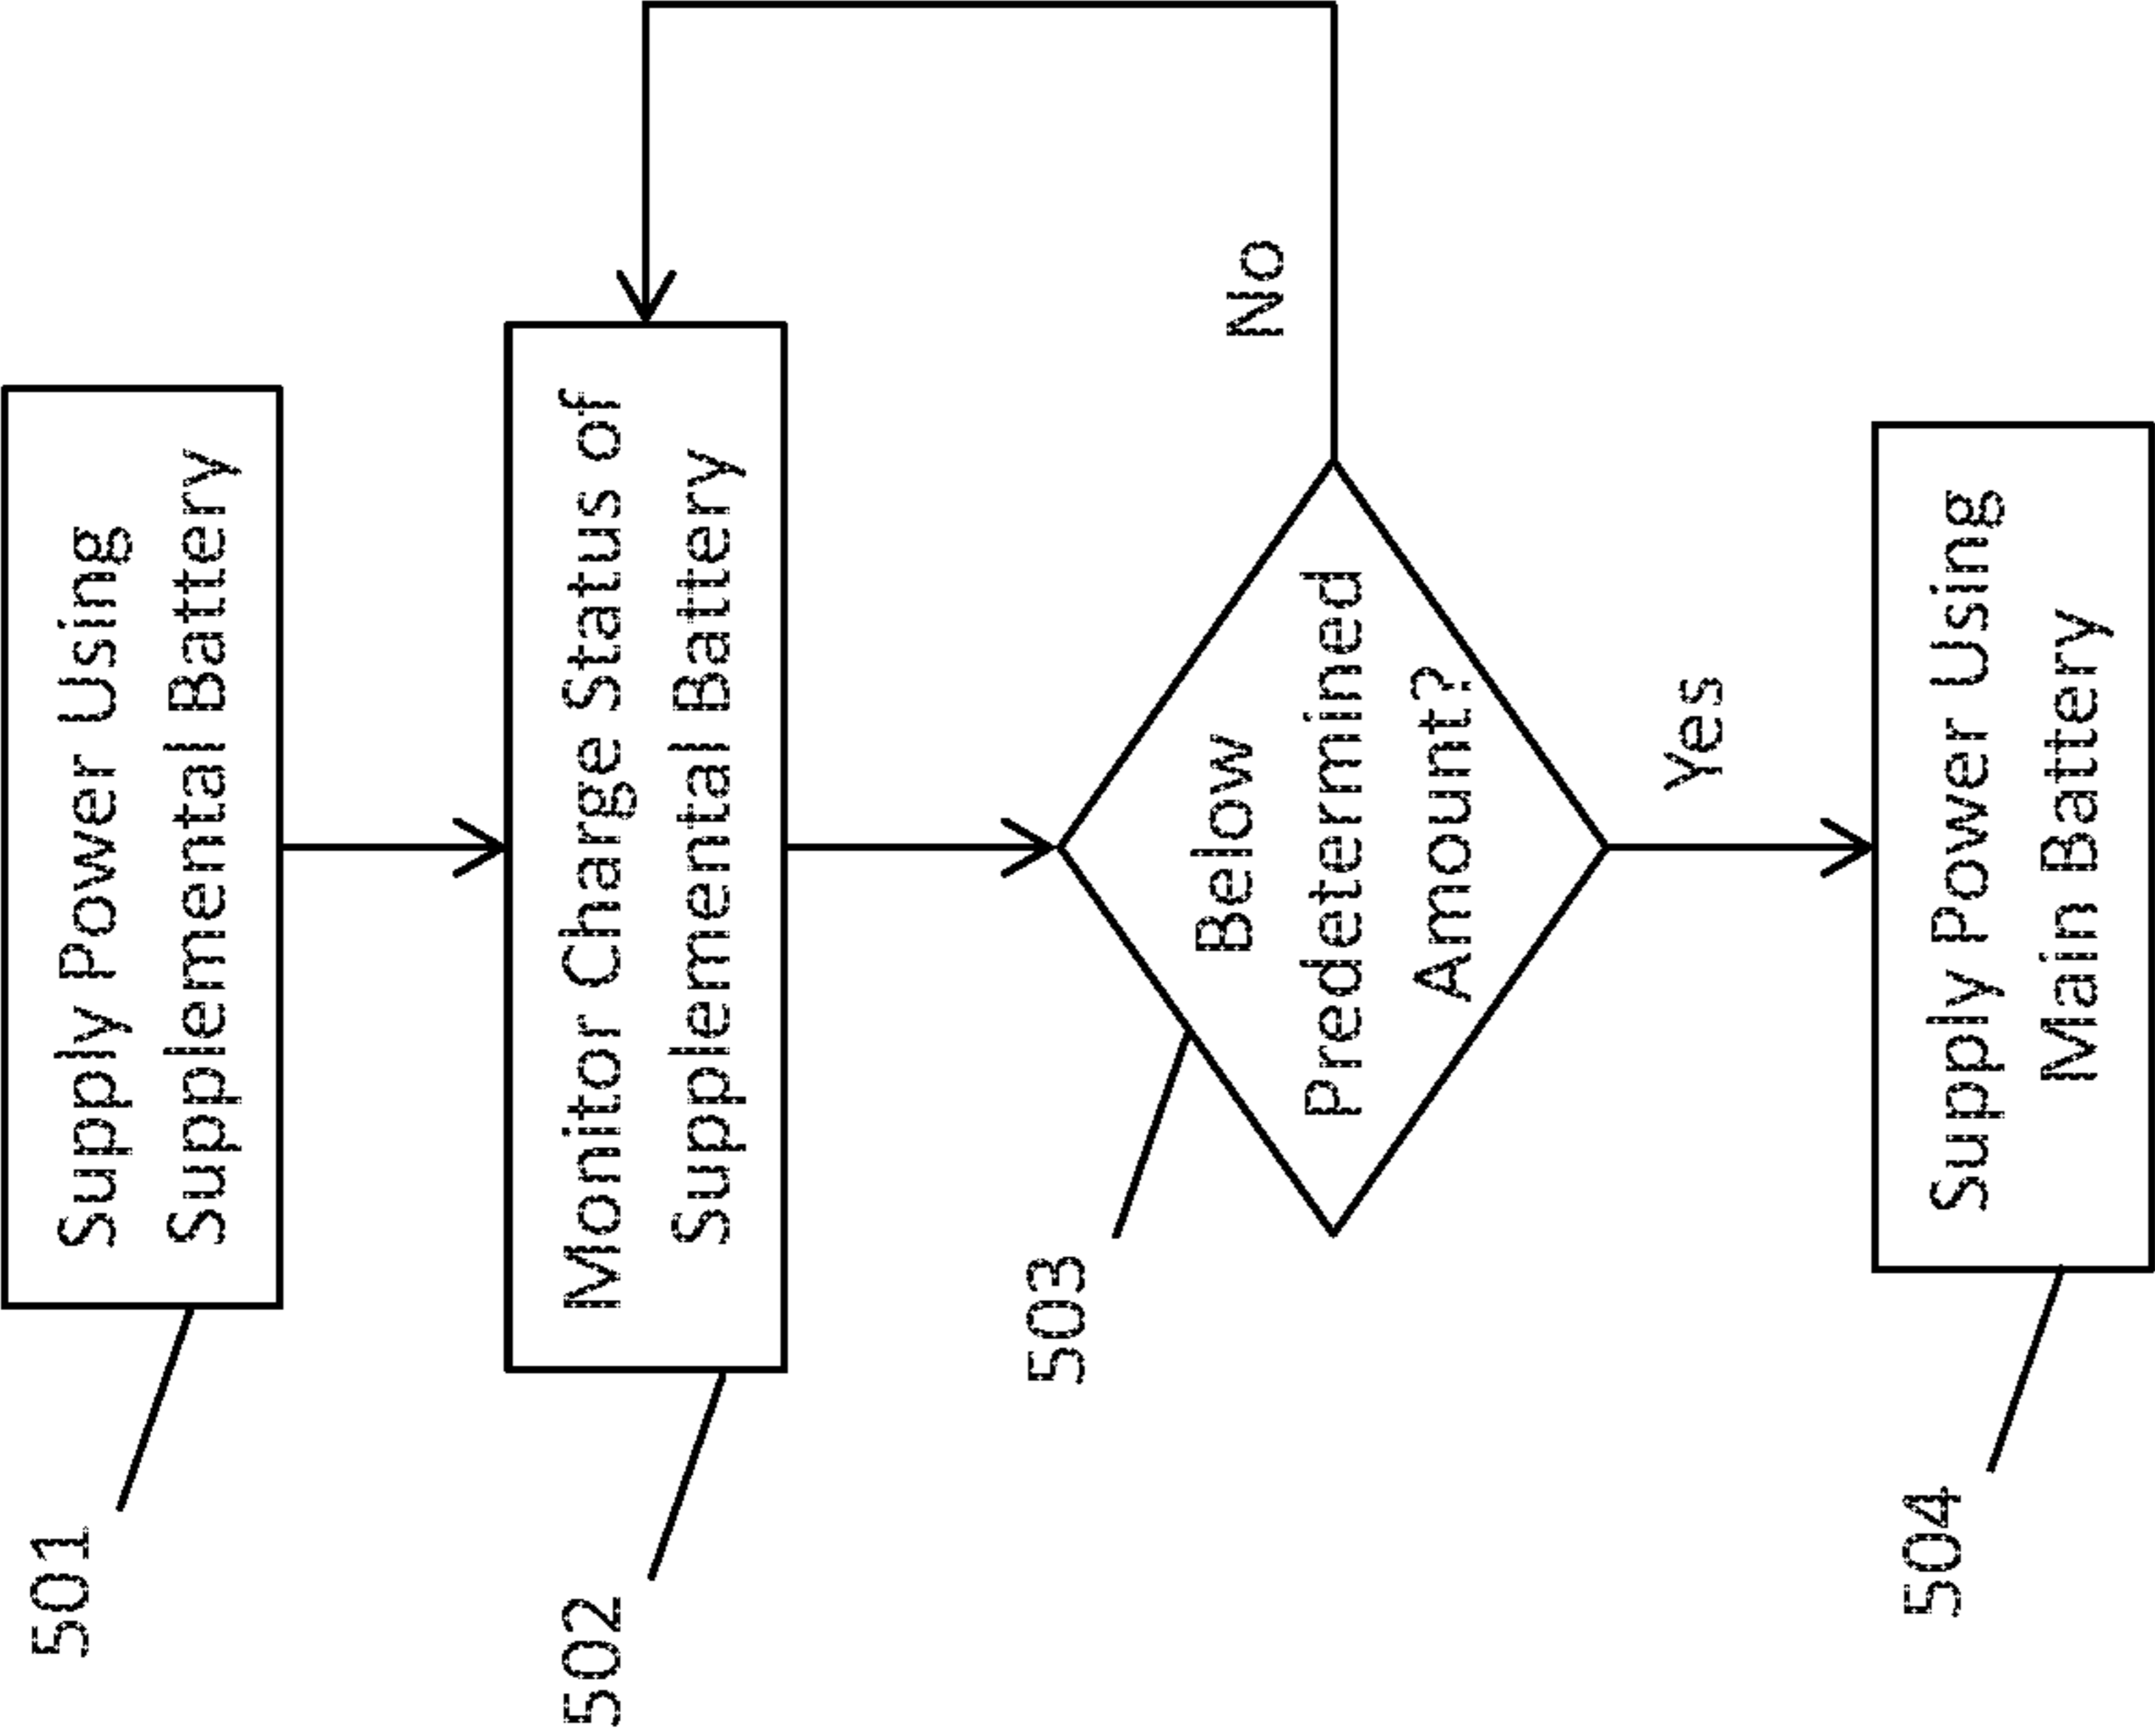 501
Supply Power Using
Supplemental Battery
502
Monitor Charge Status of
Supplemental Battery
503
Below
Predetermined
Amount?
No
Yes
504
Supply Power Using
Main Battery